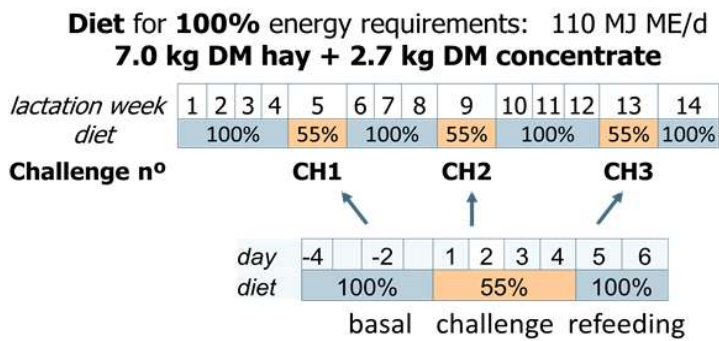 Diet for 100% energy requirements: 110 MJ ME/d
7.0 kg DM hay + 2.7 kg DM concentrate
lactation week 1 2 3 4 5 6 7 8 9 10 11 12 13 14
diet 100% 55% 100% 55% 100% 55% 100%
Challenge nº CH1 CH2 CH3
day -4 -2 1 2 3 4 5 6
diet 100% 55% 100%
basal challenge refeeding